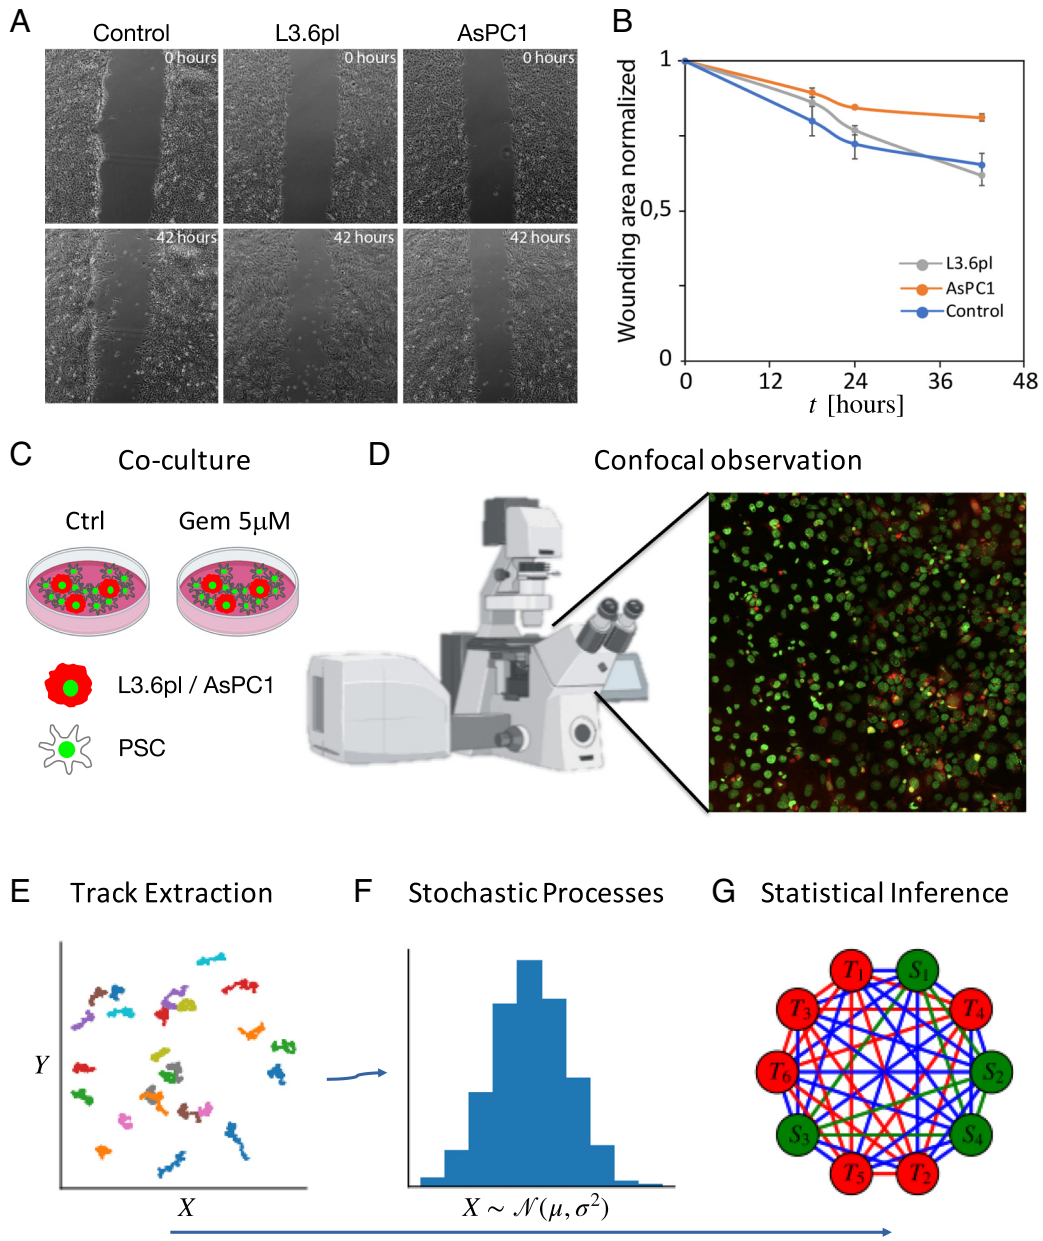 A
Control
L3.6pl
AsPC1
0 hours
0 hours
0 hours
42 hours
42 hours
42 hours
B
Wounding area normalized
1
0,5
0
0
12
24
36
48
t [hours]
L3.6pl
AsPC1
Control
C
Co-culture
Ctrl
Gem 5μM
L3.6pl / AsPC1
PSC
D
Confocal observation
E
Track Extraction
Y
X
F
Stochastic Processes
X ∼ 𝒩(μ, σ²)
G
Statistical Inference
T₁
S₁
T₃
T₄
T₆
S₂
S₃
S₄
T₅
T₂